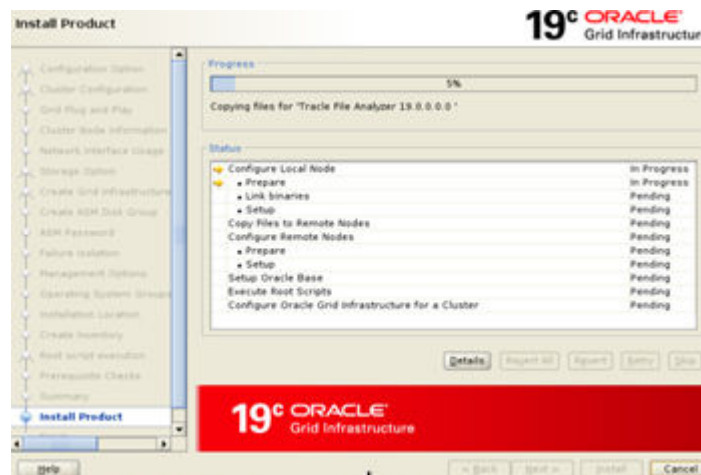 Install Product
19c ORACLE
Grid Infrastructur
Configuration Option
Cluster Configuration
Grid Plug and Play
Cluster Node Information
Network Interface Usage
Storage Option
Create Grid Infrastructure
Create ASM Disk Group
ASM Password
Failure Isolation
Management Options
Operating System Groups
Installation Location
Create Inventory
Root script execution
Prerequisite Checks
Summary
Install Product
Progress
5%
Copying files for 'Tracle File Analyzer 19.0.0.0.0 '
Status
Configure Local Node In Progress
• Prepare In Progress
• Link binaries Pending
• Setup Pending
Copy Files to Remote Nodes Pending
Configure Remote Nodes Pending
• Prepare Pending
• Setup Pending
Setup Oracle Base Pending
Execute Root Scripts Pending
Configure Oracle Grid Infrastructure for a Cluster Pending
Details Revert All Revert Retry Skip
19c ORACLE
Grid Infrastructure
Help < Back Next > Install Cancel